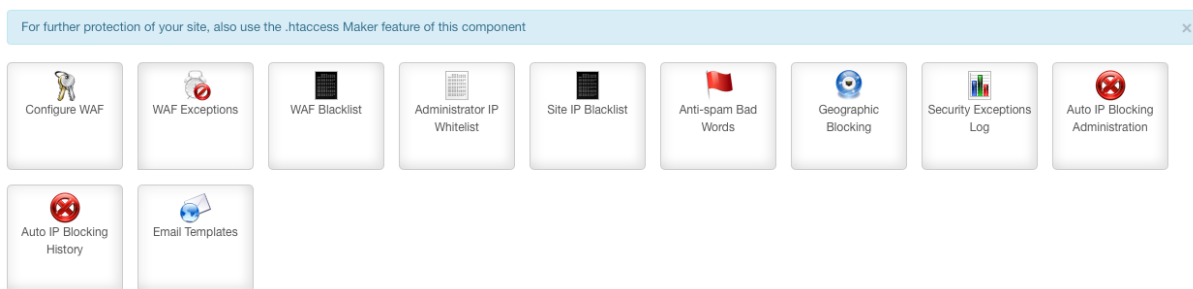 For further protection of your site, also use the .htaccess Maker feature of this component ×
Configure WAF
WAF Exceptions
WAF Blacklist
Administrator IP
Whitelist
Site IP Blacklist
Anti-spam Bad
Words
Geographic
Blocking
Security Exceptions
Log
Auto IP Blocking
Administration
Auto IP Blocking
History
Email Templates